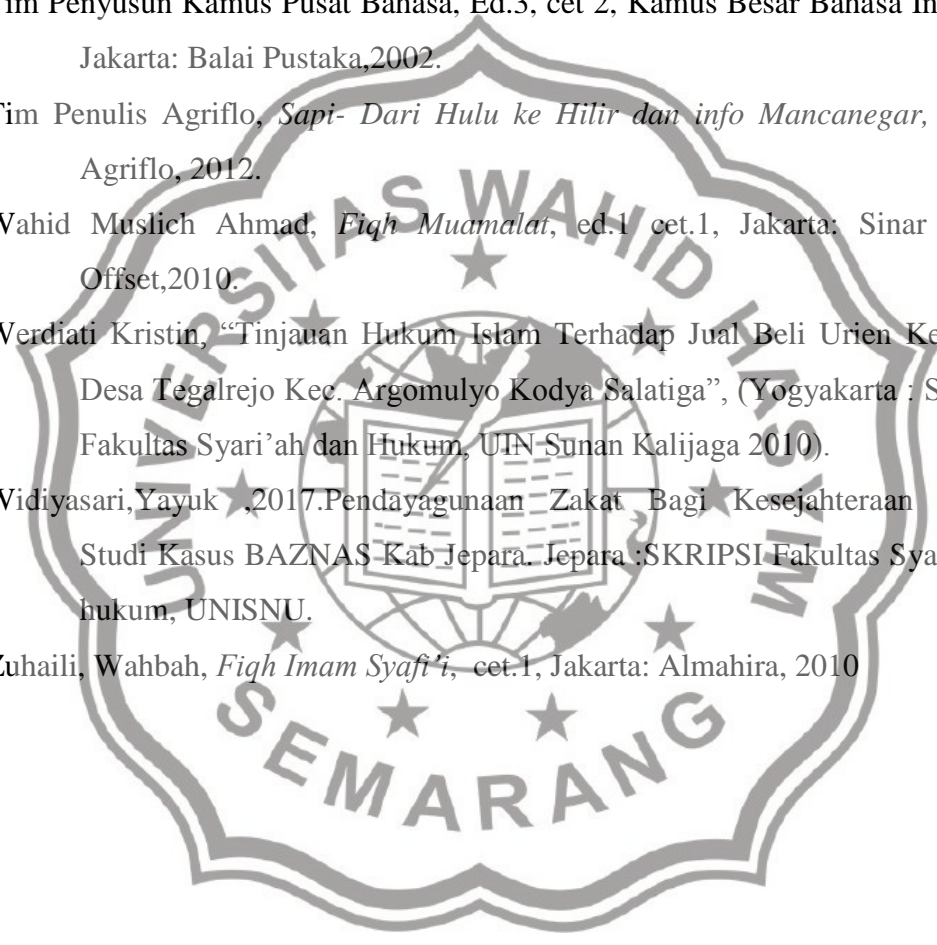 im Penyusun Kamus Pusat Bahasa, Ed.3, cet 2, Kamus Besar Bahasa In
Jakarta: Balai Pustaka,2002.
im Penulis Agriflo, Sapi- Dari Hulu ke Hilir dan info Mancanegar,
Agriflo, 2012.
Wahid Muslich Ahmad, Fiqh Muamalat, ed.1 cet.1, Jakarta: Sinar
Offset,2010.
Werdiati Kristin, “Tinjauan Hukum Islam Terhadap Jual Beli Urien Ke
Desa Tegalrejo Kec. Argomulyo Kodya Salatiga”, (Yogyakarta : S
Fakultas Syari’ah dan Hukum, UIN Sunan Kalijaga 2010).
Widiyasari,Yayuk ,2017.Pendayagunaan Zakat Bagi Kesejahteraan
Studi Kasus BAZNAS Kab Jepara. Jepara :SKRIPSI Fakultas Sya
hukum, UNISNU.
Zuhaili, Wahbah, Fiqh Imam Syafi’i, cet.1, Jakarta: Almahira, 2010
UNIVERSITAS WAHID HASYIM
SEMARANG